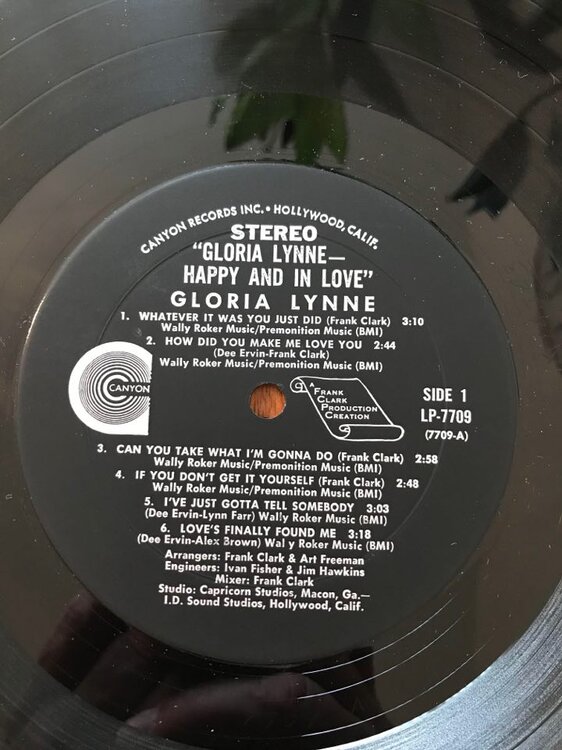 CANYON RECORDS INC. • HOLLYWOOD, CALIF.
STEREO
"GLORIA LYNNE—
HAPPY AND IN LOVE"
GLORIA LYNNE
1. WHATEVER IT WAS YOU JUST DID (Frank Clark) 3:10
Wally Roker Music/Premonition Music (BMI)
2. HOW DID YOU MAKE ME LOVE YOU 2:44
(Dee Ervin-Frank Clark)
Wally Roker Music/Premonition Music (BMI)
CANYON
A
FRANK
CLARK
PRODUCTION
CREATION
SIDE 1
LP-7709
(7709-A)
3. CAN YOU TAKE WHAT I'M GONNA DO (Frank Clark) 2:58
Wally Roker Music/Premonition Music (BMI)
4. IF YOU DON'T GET IT YOURSELF (Frank Clark) 2:48
Wally Roker Music/Premonition Music (BMI)
5. I'VE JUST GOTTA TELL SOMEBODY 3:03
(Dee Ervin-Lynn Farr) Wally Roker Music (BMI)
6. LOVE'S FINALLY FOUND ME 3:18
(Dee Ervin-Alex Brown) Wal y Roker Music (BMI)
Arrangers: Frank Clark & Art Freeman
Engineers: Ivan Fisher & Jim Hawkins
Mixer: Frank Clark
Studio: Capricorn Studios, Macon, Ga.—
I.D. Sound Studios, Hollywood, Calif.